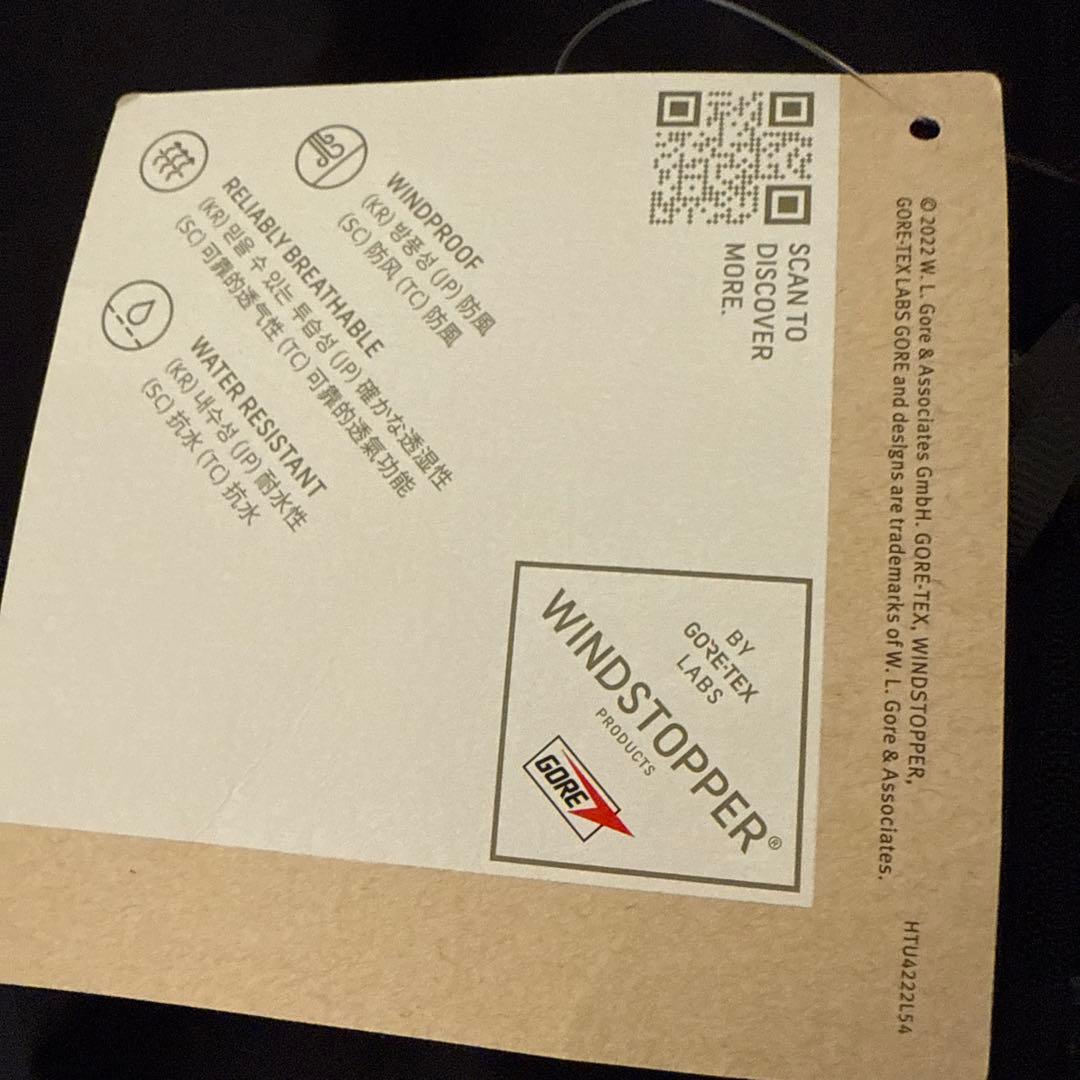 WINDPROOF
(KR) 방풍성 (JP) 防風
(SC) 防风 (TC) 防風
RELIABLY BREATHABLE
(KR) 믿을 수 있는 투습성 (JP) 確かな透湿性
(SC) 可靠的透气性 (TC) 可靠的透氣功能
WATER RESISTANT
(KR) 내수성 (JP) 耐水性
(SC) 抗水 (TC) 抗水
SCAN TO
DISCOVER
MORE.
BY
GORE-TEX
LABS
WINDSTOPPER®
PRODUCTS
GORE
© 2022 W. L. Gore & Associates GmbH. GORE-TEX, WINDSTOPPER,
GORE-TEX LABS GORE and designs are trademarks of W. L. Gore & Associates.
HTU4222L54